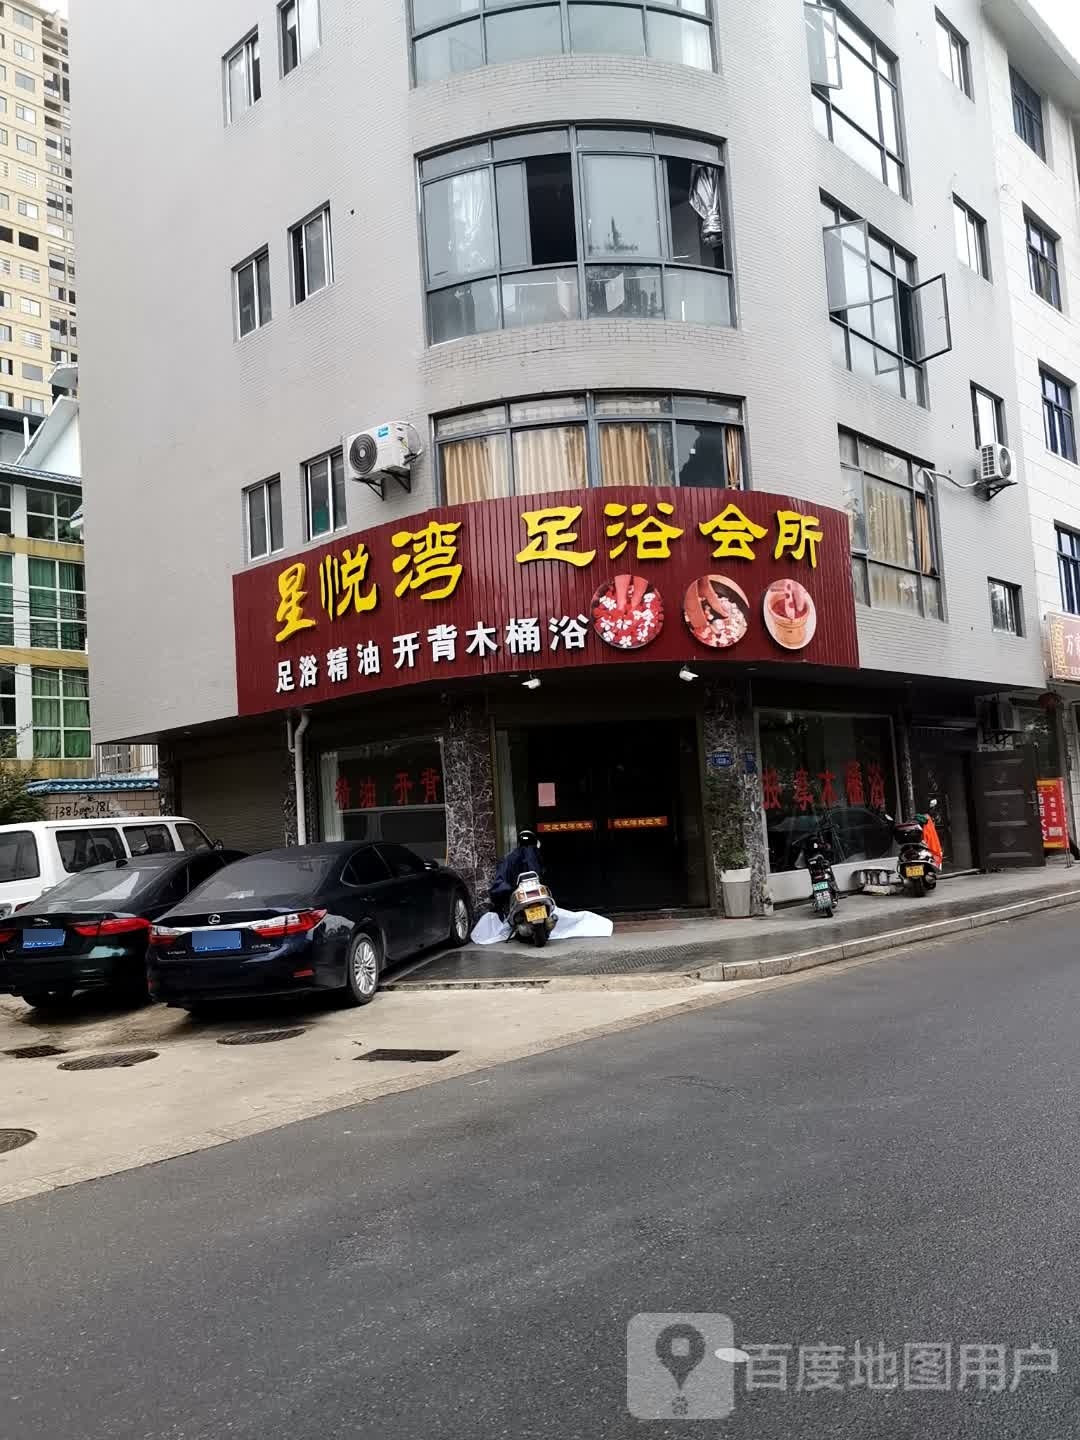 星悦湾 足浴会所
足浴 精油 开背木桶浴
精油 开背
按摩木桶浴
万
百度地图用户